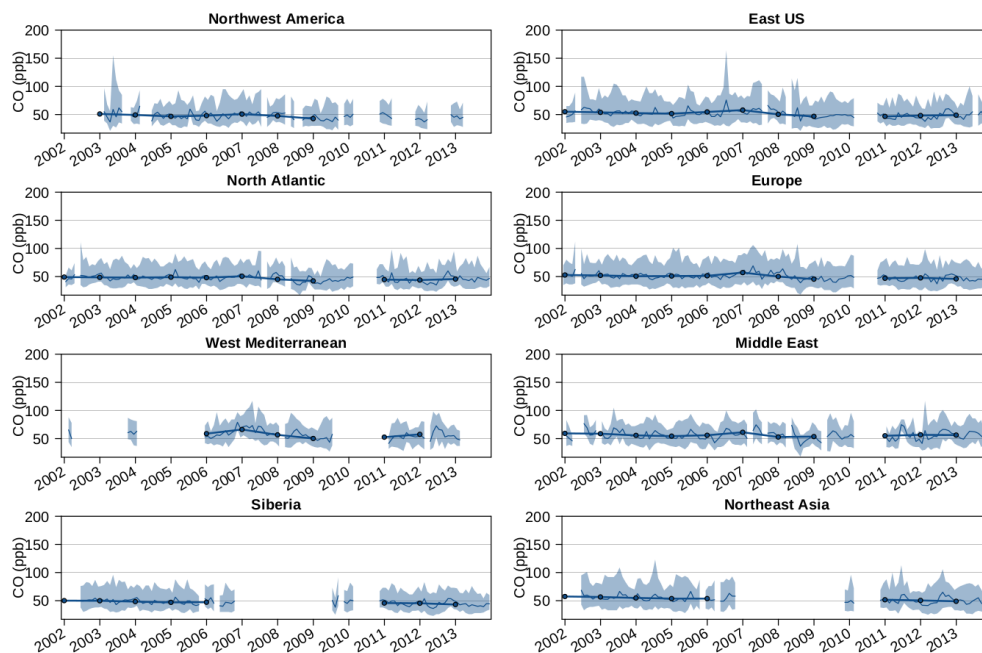 Northwest America
200
150
100
50
CO (ppb)
2002 2003 2004 2005 2006 2007 2008 2009 2010 2011 2012 2013
East US
200
150
100
50
CO (ppb)
2002 2003 2004 2005 2006 2007 2008 2009 2010 2011 2012 2013
North Atlantic
200
150
100
50
CO (ppb)
2002 2003 2004 2005 2006 2007 2008 2009 2010 2011 2012 2013
Europe
200
150
100
50
CO (ppb)
2002 2003 2004 2005 2006 2007 2008 2009 2010 2011 2012 2013
West Mediterranean
200
150
100
50
CO (ppb)
2002 2003 2004 2005 2006 2007 2008 2009 2010 2011 2012 2013
Middle East
200
150
100
50
CO (ppb)
2002 2003 2004 2005 2006 2007 2008 2009 2010 2011 2012 2013
Siberia
200
150
100
50
CO (ppb)
2002 2003 2004 2005 2006 2007 2008 2009 2010 2011 2012 2013
Northeast Asia
200
150
100
50
CO (ppb)
2002 2003 2004 2005 2006 2007 2008 2009 2010 2011 2012 2013